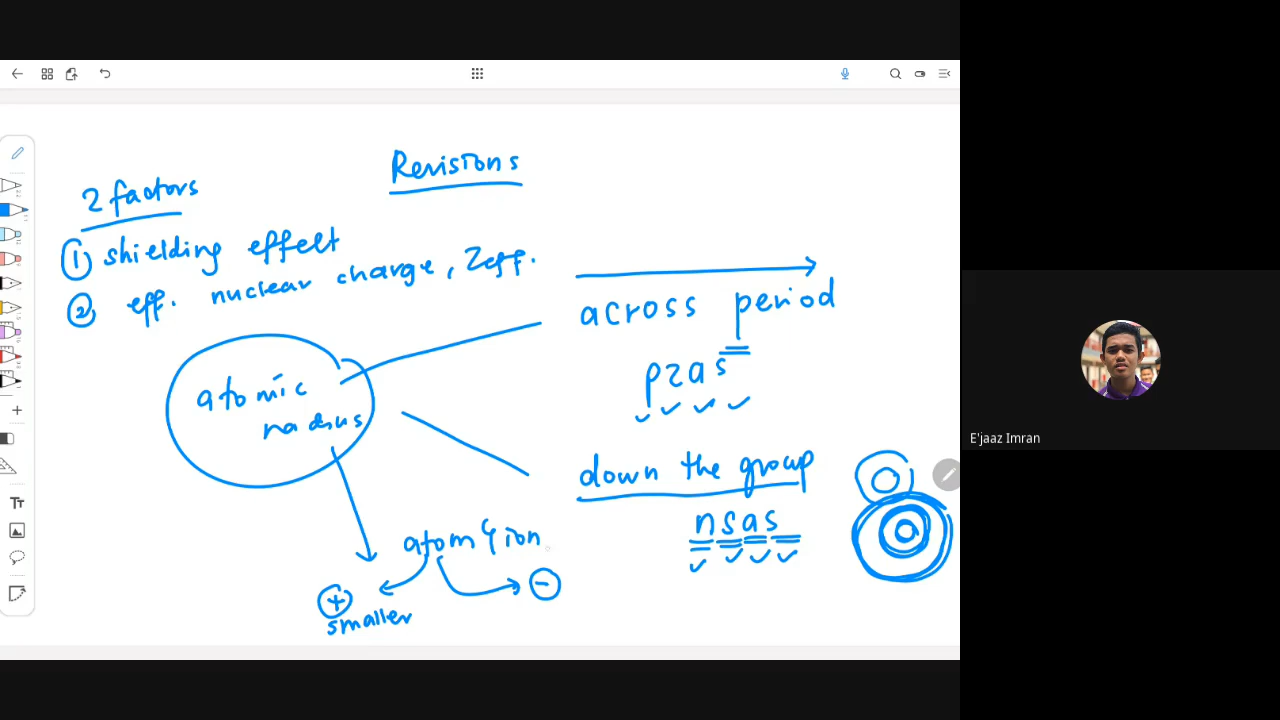 Revisions
2 factors
① shielding effect
② eff. nuclear charge, Zeff.
across period
pzas
atomic
radius
down the group
nsas
atom & ion
+
smaller
-
Tт
E'jaaz Imran